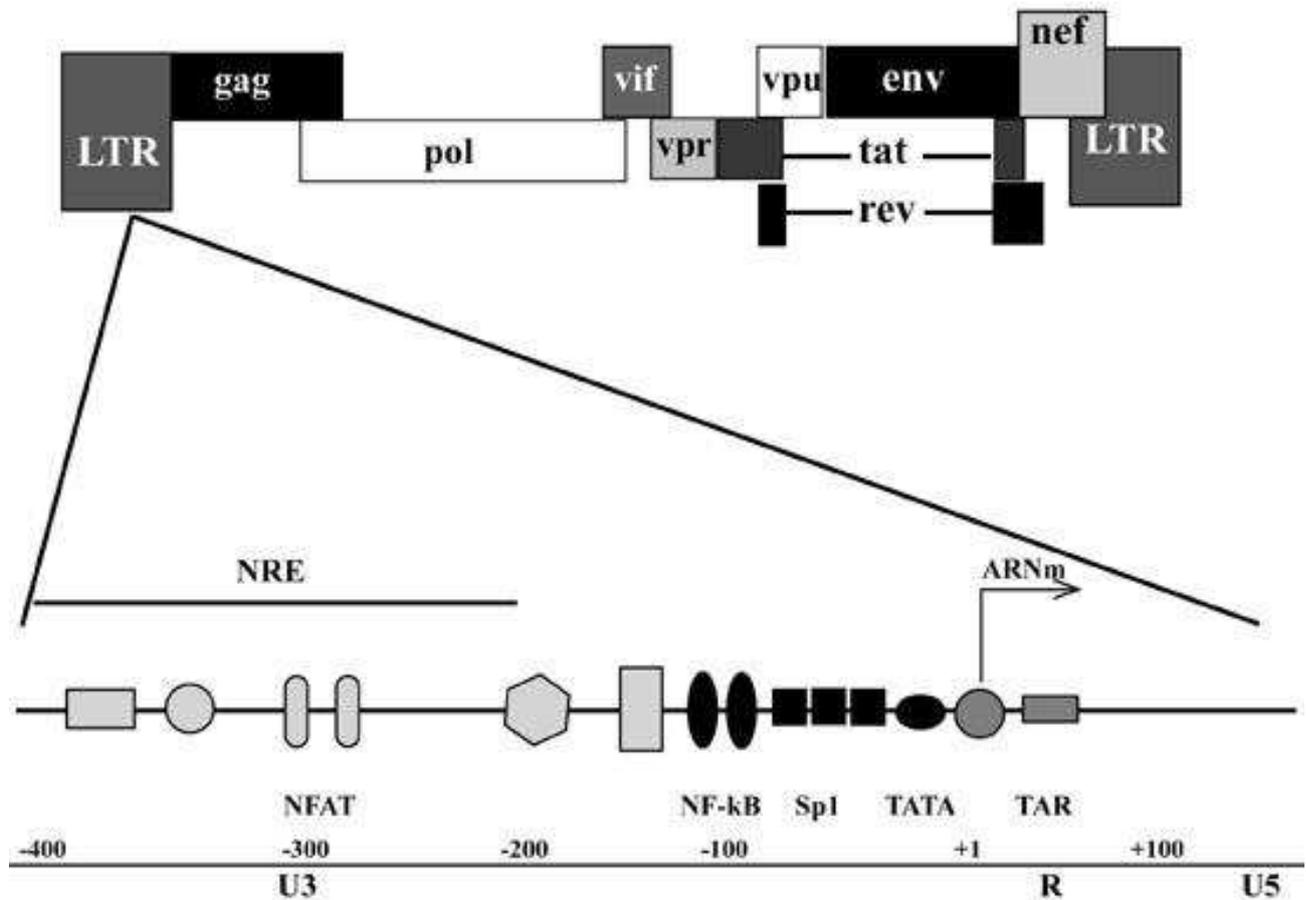 nef
gag vif vpu env
LTR pol vpr tat LTR
rev
NRE ARNm
NFAT NF-kB Sp1 TATA TAR
-400 -300 -200 -100 +1 +100
U3 R U5